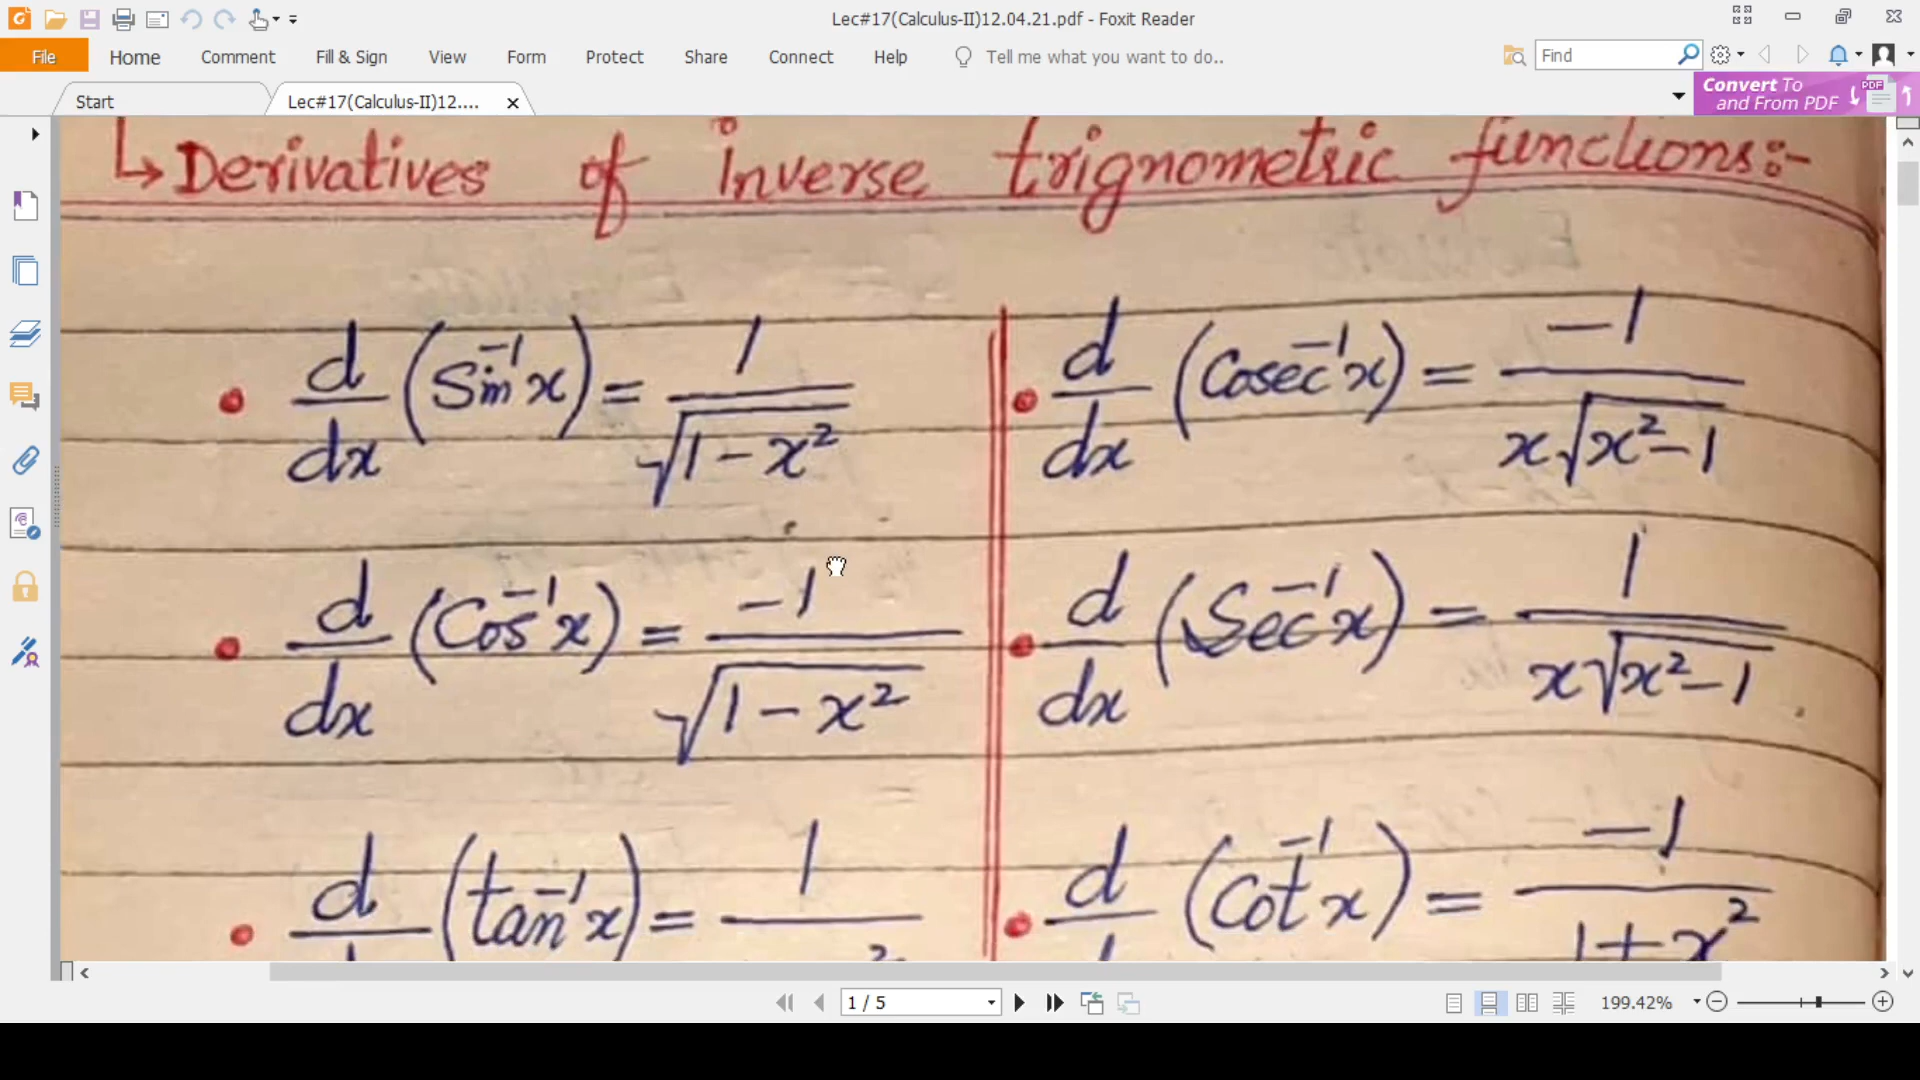 Lec#17(Calculus-II)12.04.21.pdf - Foxit Reader
File Home Comment Fill & Sign View Form Protect Share Connect Help Tell me what you want to do.. Find
Start Lec#17(Calculus-II)12.... Convert To and From PDF
↳ Derivatives of Inverse trignometric functions:-
• d/dx (Sin⁻¹x) = 1/√(1-x²) • d/dx (Cosec⁻¹x) = -1/x√(x²-1)
• d/dx (Cos⁻¹x) = -1/√(1-x²) • d/dx (Sec⁻¹x) = 1/x√(x²-1)
• d (tan⁻¹x) = 1 • d (Cot⁻¹x) = -1/1+x²
1 / 5 199.42%